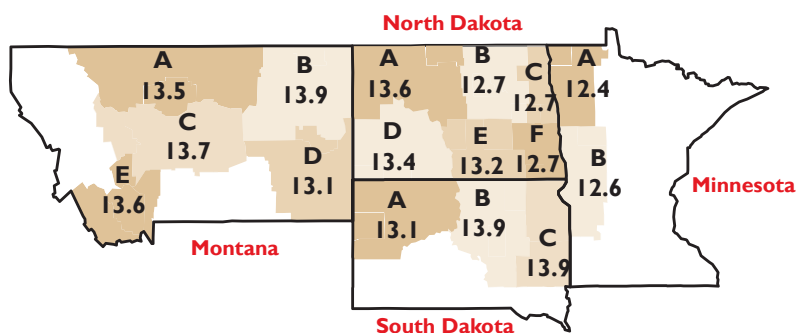 North Dakota
A
13.5
B
13.9
C
13.7
D
13.1
E
13.6
Montana
A
13.6
B
12.7
C
12.7
D
13.4
E
13.2
F
12.7
A
12.4
B
12.6
Minnesota
A
13.1
B
13.9
C
13.9
South Dakota